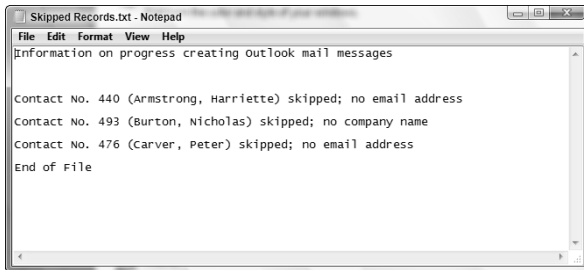 Skipped Records.txt - Notepad
File Edit Format View Help
Information on progress creating Outlook mail messages
Contact No. 440 (Armstrong, Harriette) skipped; no email address
Contact No. 493 (Burton, Nicholas) skipped; no company name
Contact No. 476 (Carver, Peter) skipped; no email address
End of File